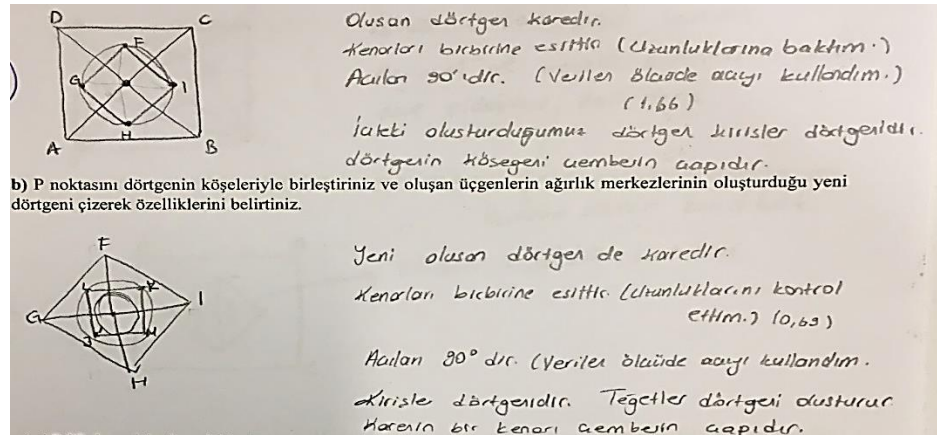 D C
F
G I
H
A B
Oluşan dörtgen karedir.
Kenarları birbirine eşittir (Uzunluklarına baktım.)
Açıları 90'ıdır. (Verilen ölçüde açıyı kullandım.)
(1,66)
İçteki oluşturduğumuz dörtgen kirişler dörtgenidir.
dörtgenin köşegeni çemberin çapıdır.
b) P noktasını dörtgenin köşeleriyle birleştiriniz ve oluşan üçgenlerin ağırlık merkezlerinin oluşturduğu yeni
dörtgeni çizerek özelliklerini belirtiniz.
F
L K
G I
J M
H
Yeni oluşan dörtgen de karedir.
Kenarları birbirine eşittir. (Uzunluklarını kontrol
ettim.) (0,69)
Açıları 90° dir. (Verilen ölçüde açıyı kullandım.
Kirişler dörtgenidir. Teğetler dörtgeni oluşturur
Karenin bir kenarı çemberin çapıdır.